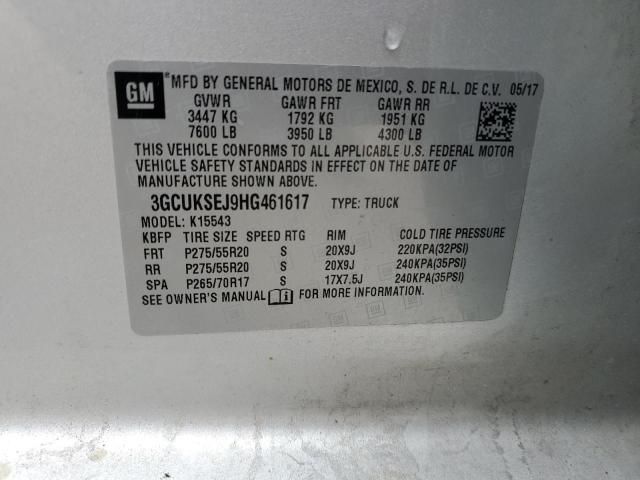 GM
MFD BY GENERAL MOTORS DE MEXICO, S. DE R.L. DE C.V. 05/17
GVWR GAWR FRT GAWR RR
3447 KG 1792 KG 1951 KG
7600 LB 3950 LB 4300 LB
THIS VEHICLE CONFORMS TO ALL APPLICABLE U.S. FEDERAL MOTOR
VEHICLE SAFETY STANDARDS IN EFFECT ON THE DATE OF
MANUFACTURE SHOWN ABOVE.
3GCUKSEJ9HG461617 TYPE: TRUCK
MODEL: K15543
KBFP TIRE SIZE SPEED RTG RIM COLD TIRE PRESSURE
FRT P275/55R20 S 20X9J 220KPA(32PSI)
RR P275/55R20 S 20X9J 240KPA(35PSI)
SPA P265/70R17 S 17X7.5J 240KPA(35PSI)
SEE OWNER'S MANUAL FOR MORE INFORMATION.